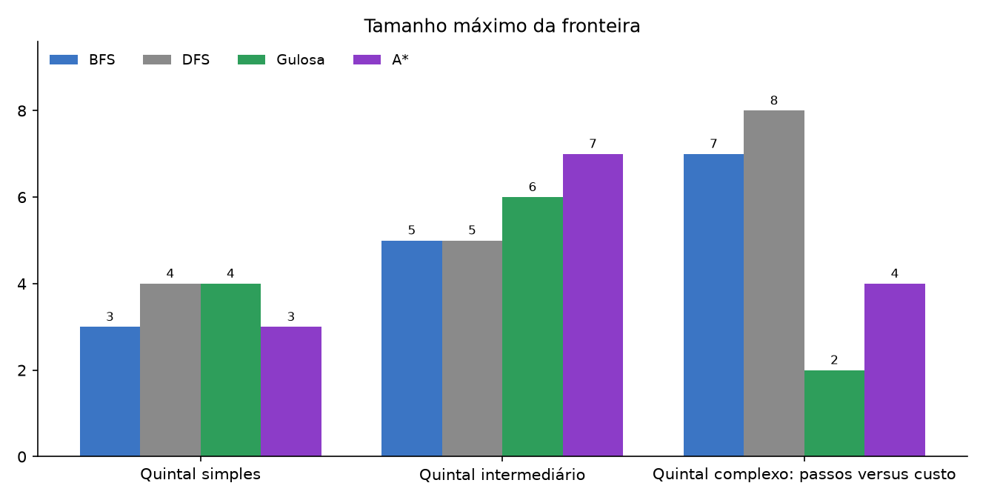 Tamanho máximo da fronteira
BFS DFS Gulosa A*
8
6
4
2
0
3 4 4 3
5 5 6 7
7 8 2 4
Quintal simples
Quintal intermediário
Quintal complexo: passos versus custo